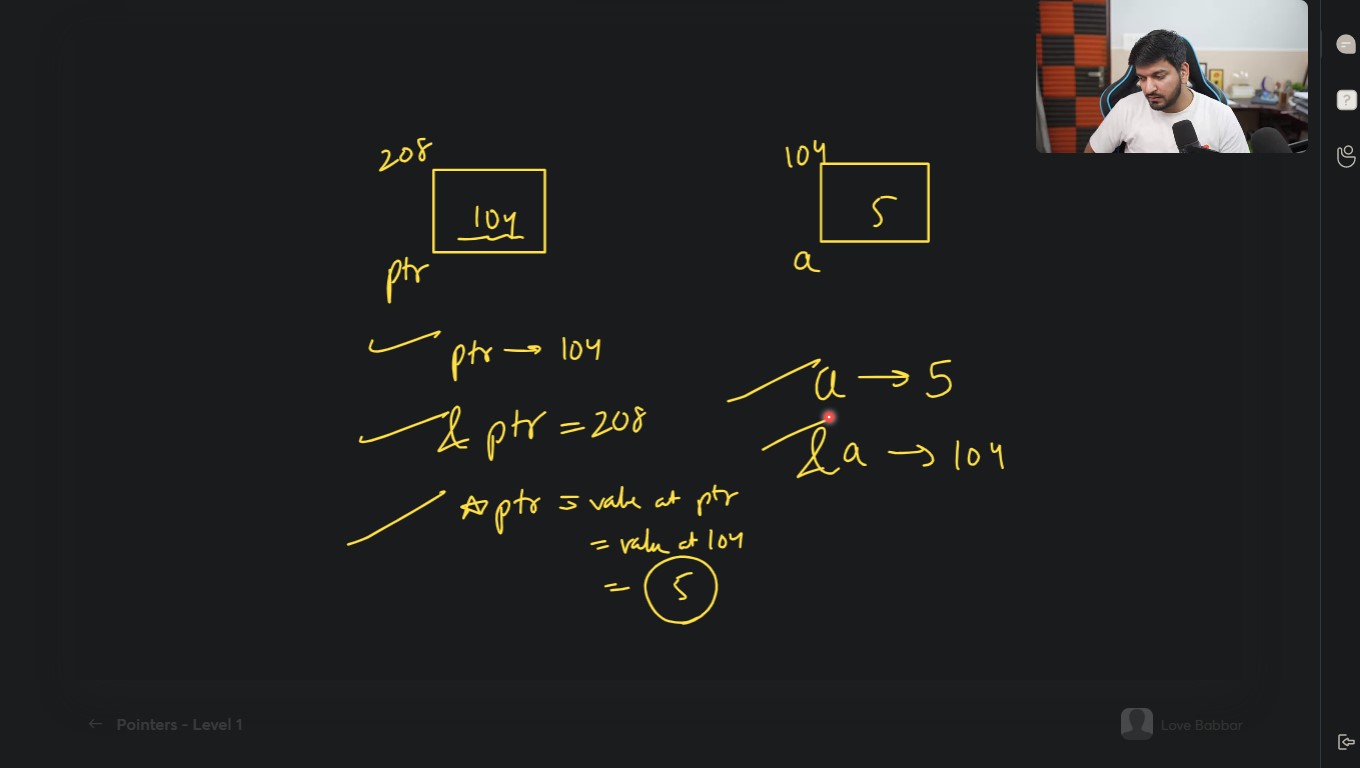 208
104
ptr
104
5
a
ptr → 104
& ptr = 208
* ptr = value at ptr
= value at 104
= 5
a → 5
&a → 104
← Pointers - Level 1
Love Babbar
?